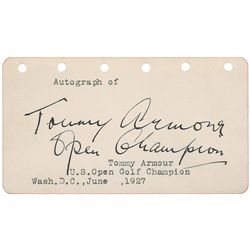 Autograph of
Tommy Armour
Open Champion
Tommy Armour
U.S.Open Golf Champion
Wash.D.C.,June ,1927